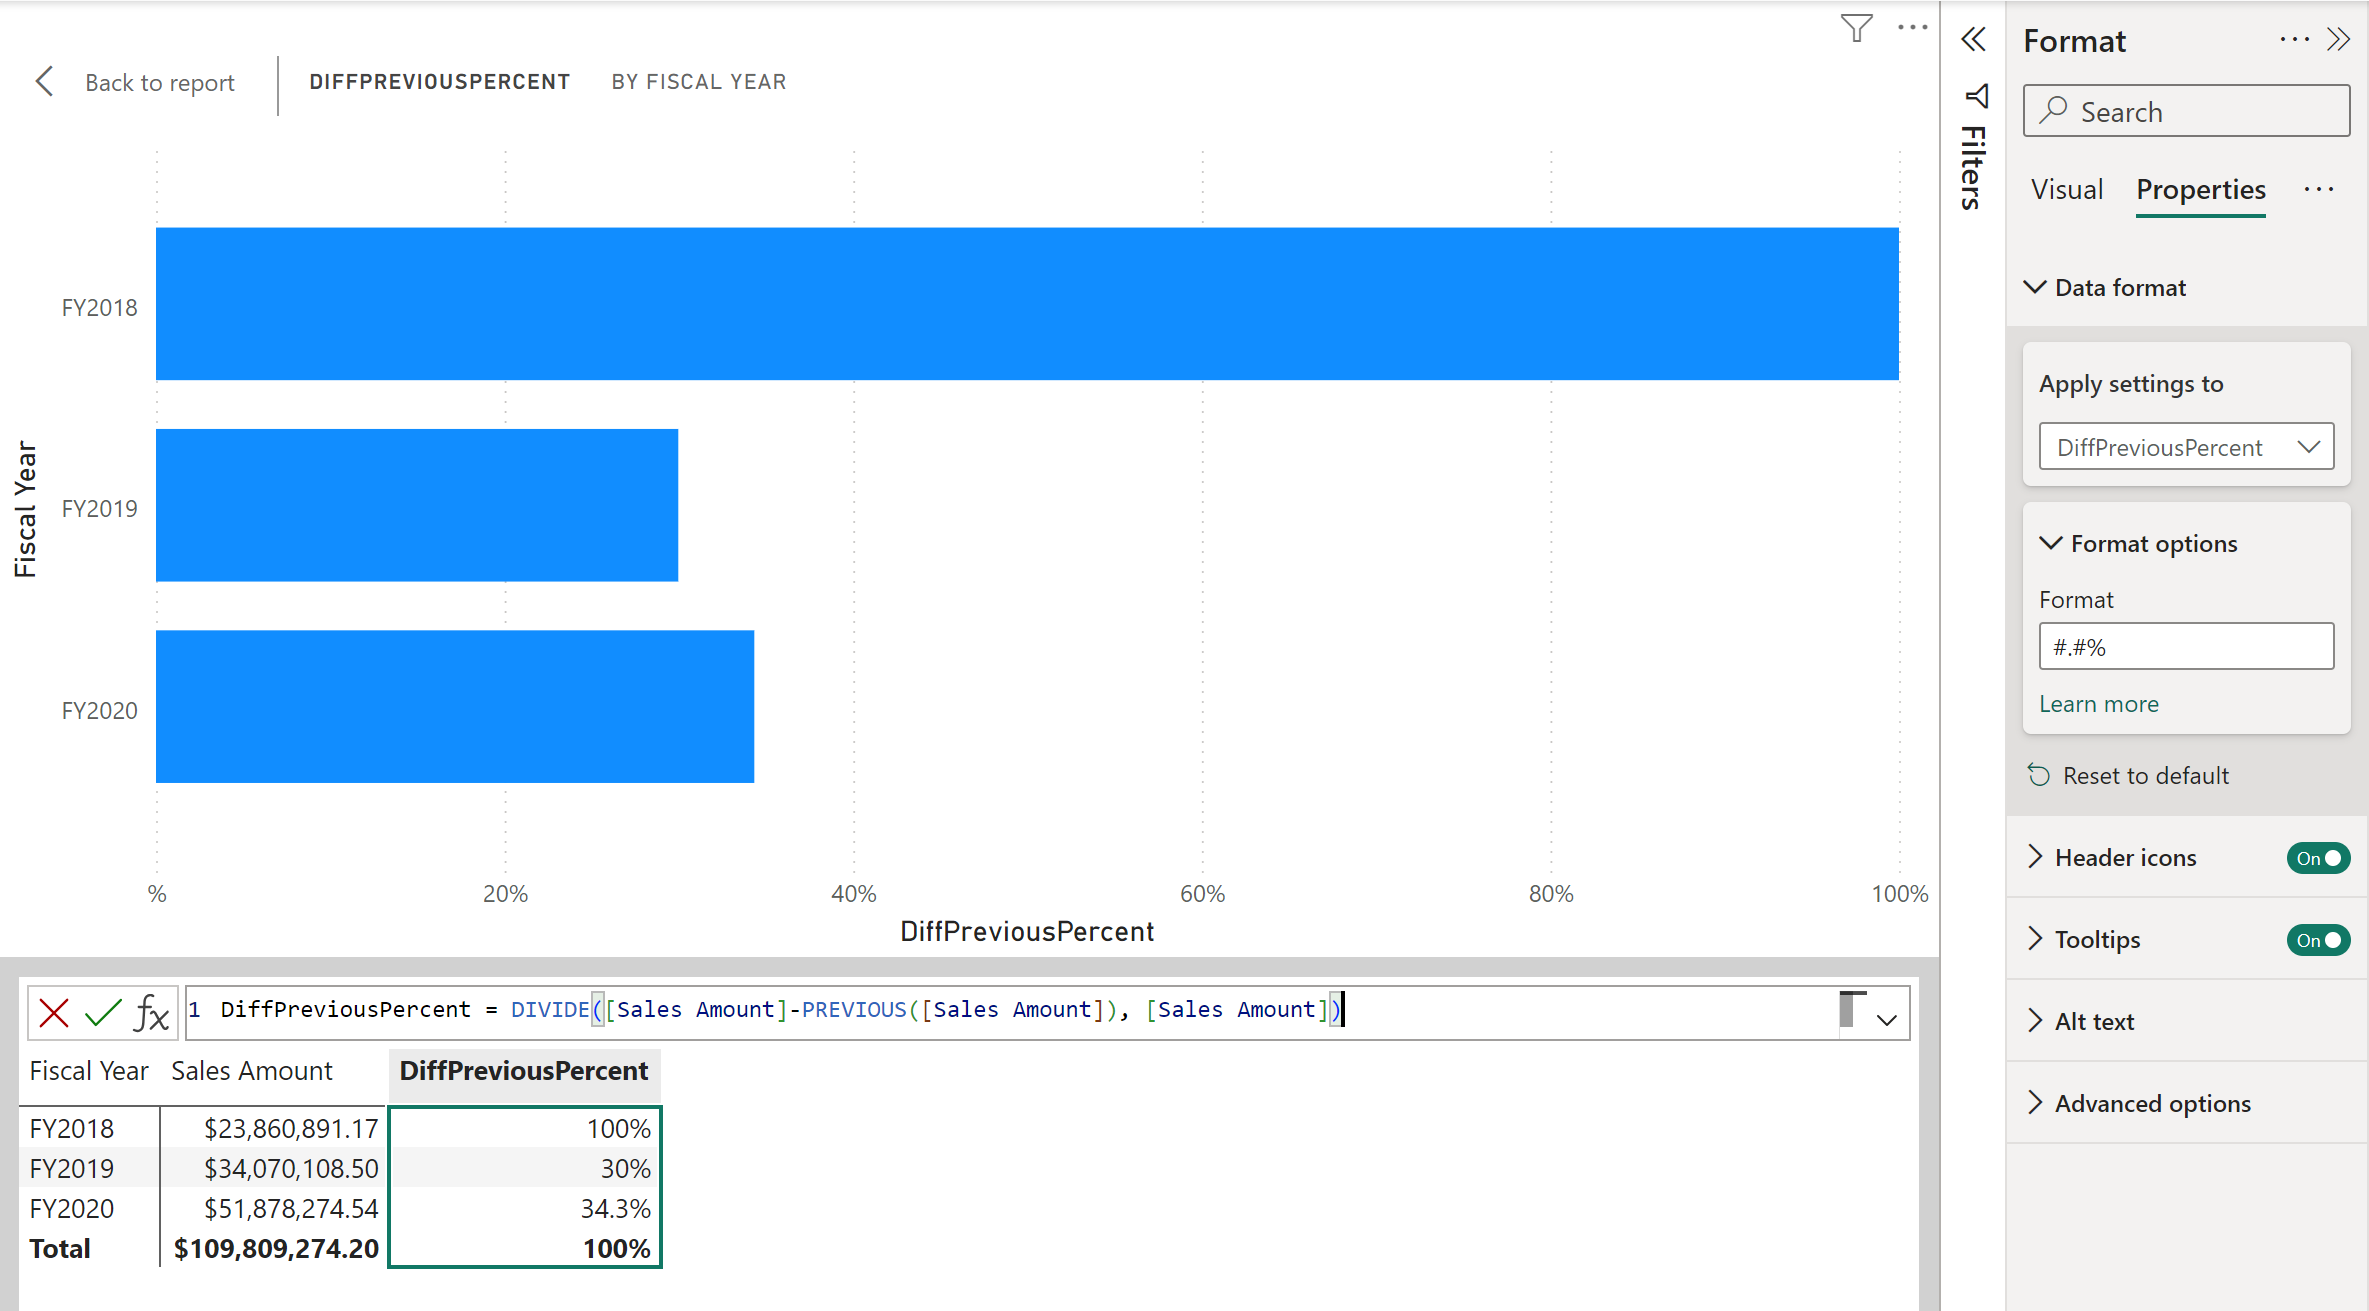 Back to report
DIFFPREVIOUSPERCENT BY FISCAL YEAR
Fiscal Year
FY2018
FY2019
FY2020
% 20% 40% 60% 80% 100%
DiffPreviousPercent
fx
1 DiffPreviousPercent = DIVIDE([Sales Amount]-PREVIOUS([Sales Amount]), [Sales Amount])
Fiscal Year Sales Amount DiffPreviousPercent
FY2018 $23,860,891.17 100%
FY2019 $34,070,108.50 30%
FY2020 $51,878,274.54 34.3%
Total $109,809,274.20 100%
Filters
Format
Search
Visual Properties
Data format
Apply settings to
DiffPreviousPercent
Format options
Format
#.#%
Learn more
Reset to default
Header icons On
Tooltips On
Alt text
Advanced options